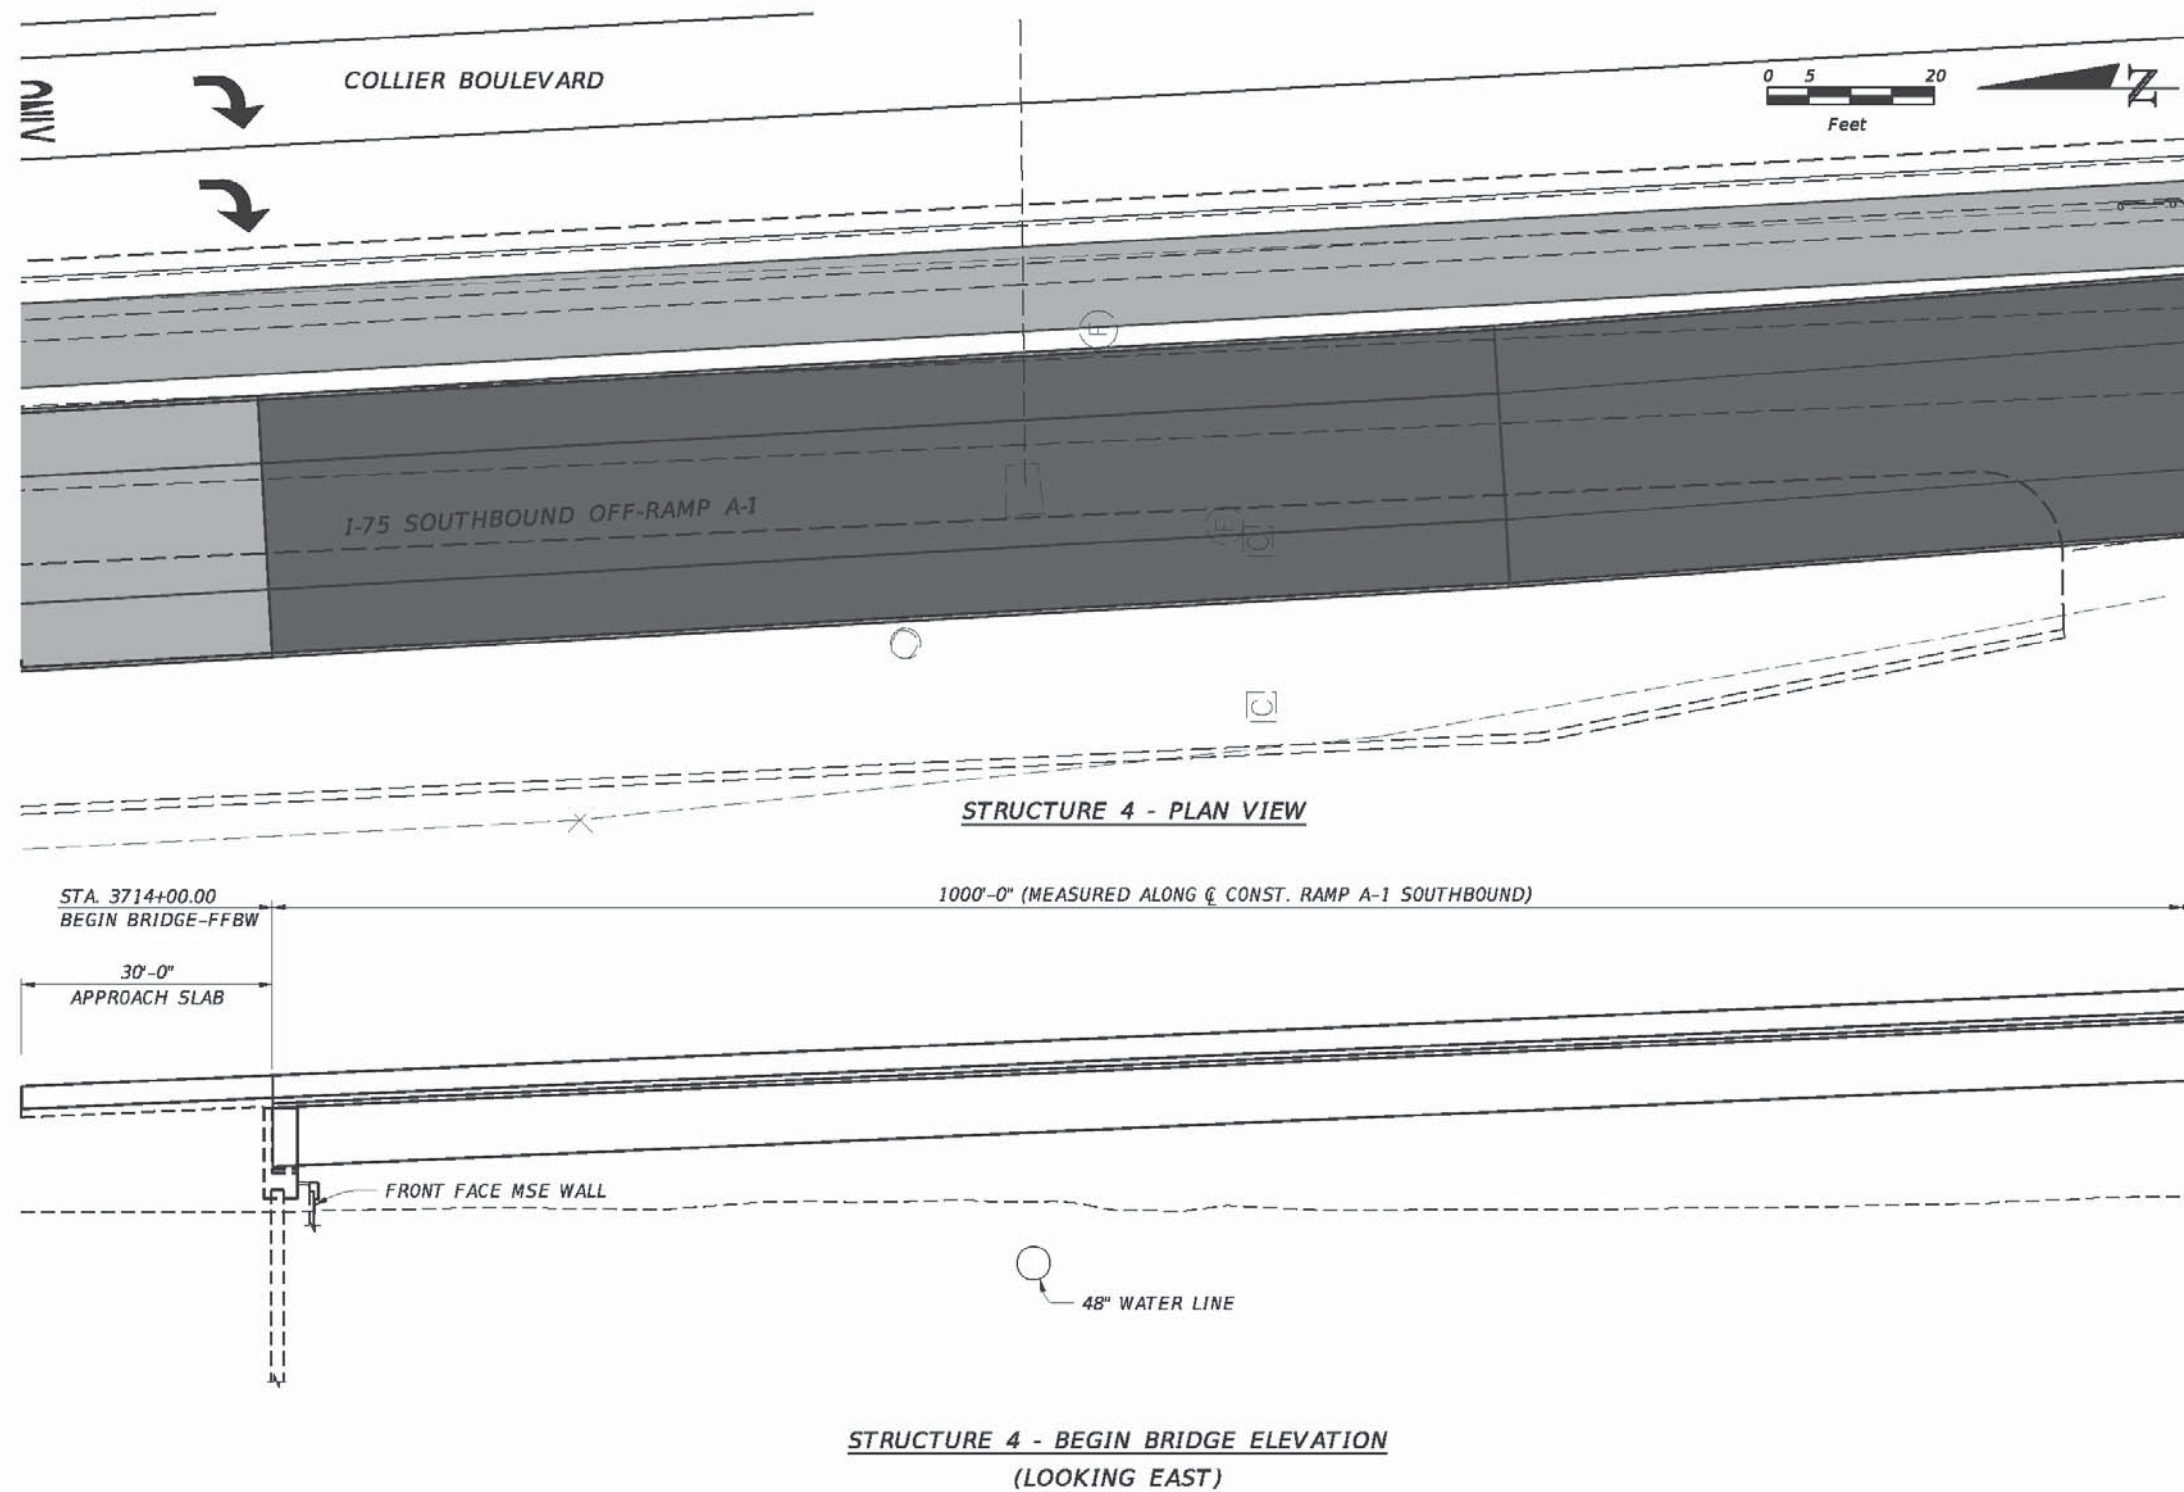 COLLIER BOULEVARD
0 5 20
Feet
N
F
I-75 SOUTHBOUND OFF-RAMP A-1
E
C
C
STRUCTURE 4 - PLAN VIEW
STA. 3714+00.00
BEGIN BRIDGE-FFBW
1000'-0" (MEASURED ALONG ℄ CONST. RAMP A-1 SOUTHBOUND)
30'-0"
APPROACH SLAB
FRONT FACE MSE WALL
48" WATER LINE
STRUCTURE 4 - BEGIN BRIDGE ELEVATION
(LOOKING EAST)